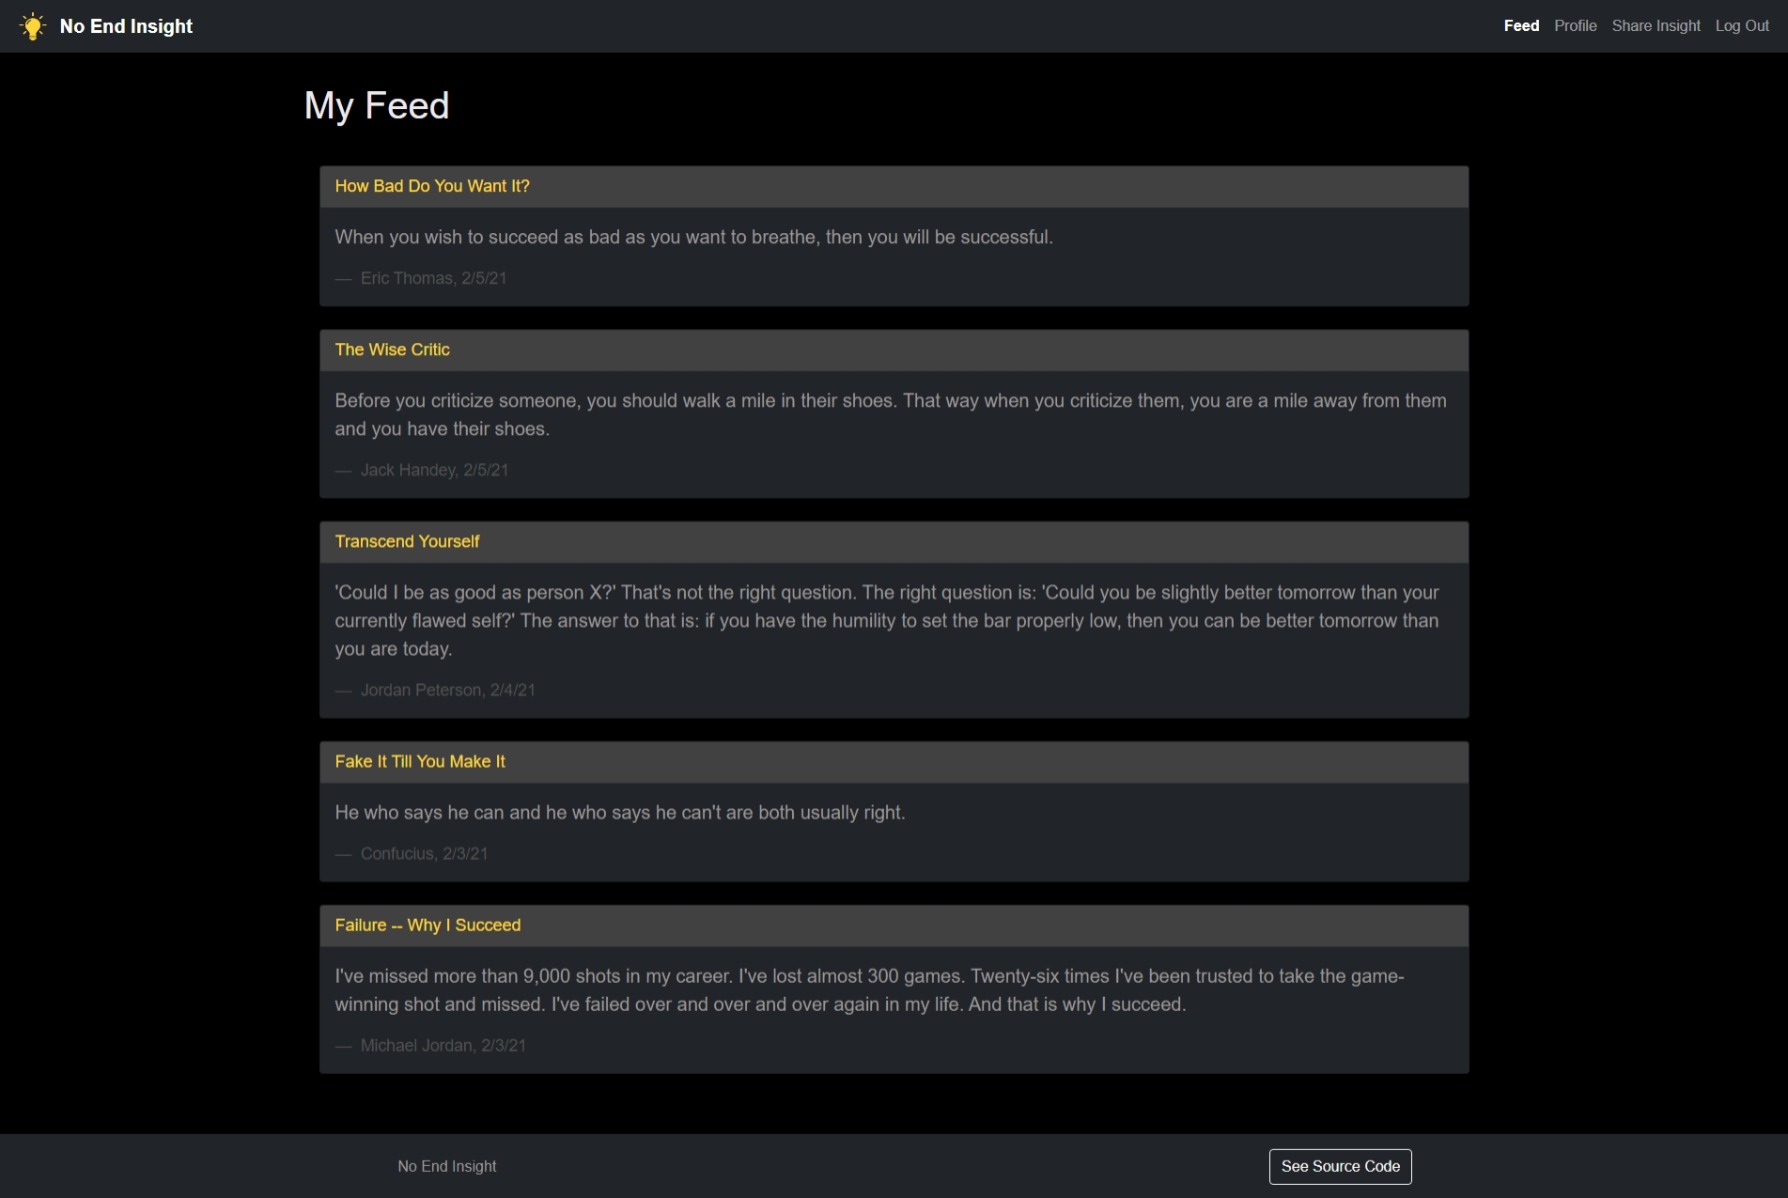 No End Insight
Feed Profile Share Insight Log Out
My Feed
How Bad Do You Want It?
When you wish to succeed as bad as you want to breathe, then you will be successful.
— Eric Thomas, 2/5/21
The Wise Critic
Before you criticize someone, you should walk a mile in their shoes. That way when you criticize them, you are a mile away from them
and you have their shoes.
— Jack Handey, 2/5/21
Transcend Yourself
'Could I be as good as person X?' That's not the right question. The right question is: 'Could you be slightly better tomorrow than your
currently flawed self?' The answer to that is: if you have the humility to set the bar properly low, then you can be better tomorrow than
you are today.
— Jordan Peterson, 2/4/21
Fake It Till You Make It
He who says he can and he who says he can't are both usually right.
— Confucius, 2/3/21
Failure -- Why I Succeed
I've missed more than 9,000 shots in my career. I've lost almost 300 games. Twenty-six times I've been trusted to take the game-
winning shot and missed. I've failed over and over and over again in my life. And that is why I succeed.
— Michael Jordan, 2/3/21
No End Insight
See Source Code